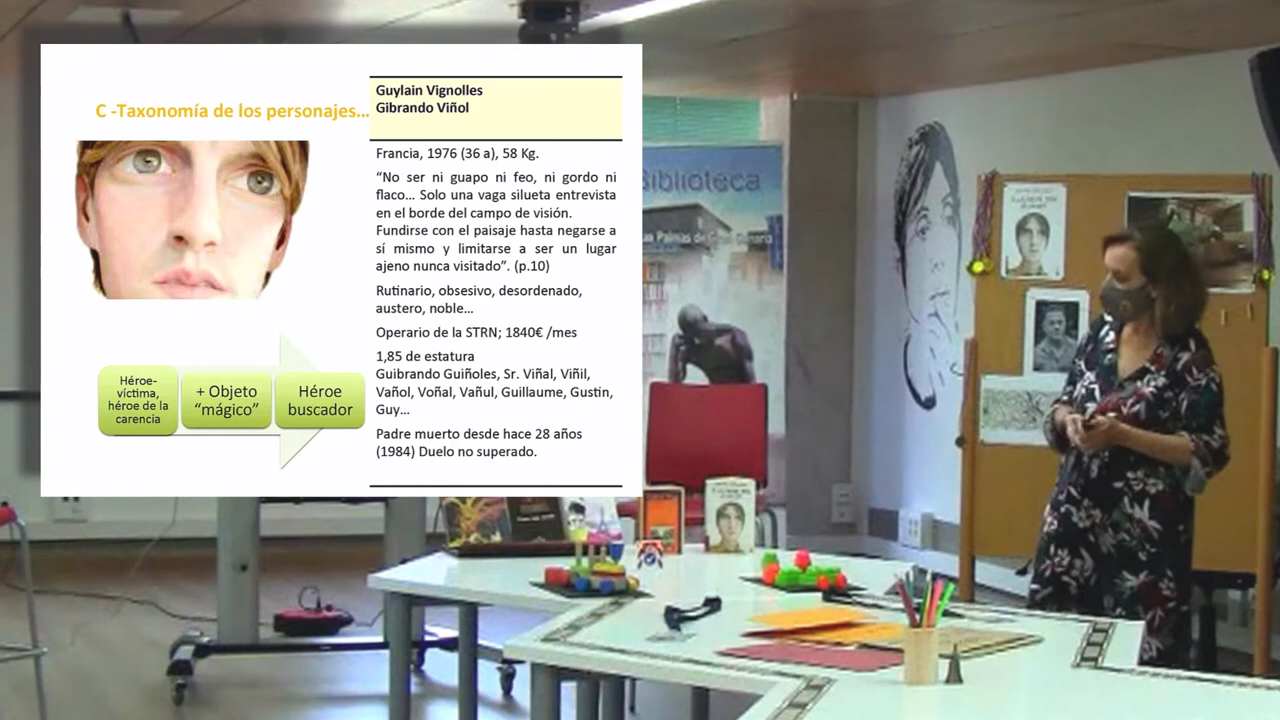 C -Taxonomía de los personajes...
Guylain Vignolles
Gibrando Viñol
Francia, 1976 (36 a), 58 Kg.
“No ser ni guapo ni feo, ni gordo ni
flaco... Solo una vaga silueta entrevista
en el borde del campo de visión.
Fundirse con el paisaje hasta negarse a
sí mismo y limitarse a ser un lugar
ajeno nunca visitado”. (p.10)
Rutinario, obsesivo, desordenado,
austero, noble...
Operario de la STRN; 1840€ /mes
1,85 de estatura
Guibrando Guiñoles, Sr. Viñal, Viñil,
Vañol, Voñal, Vañul, Guillaume, Gustin,
Guy...
Padre muerto desde hace 28 años
(1984) Duelo no superado.
Héroe-
víctima,
héroe de la
carencia
+ Objeto
“mágico”
Héroe
buscador
Biblioteca